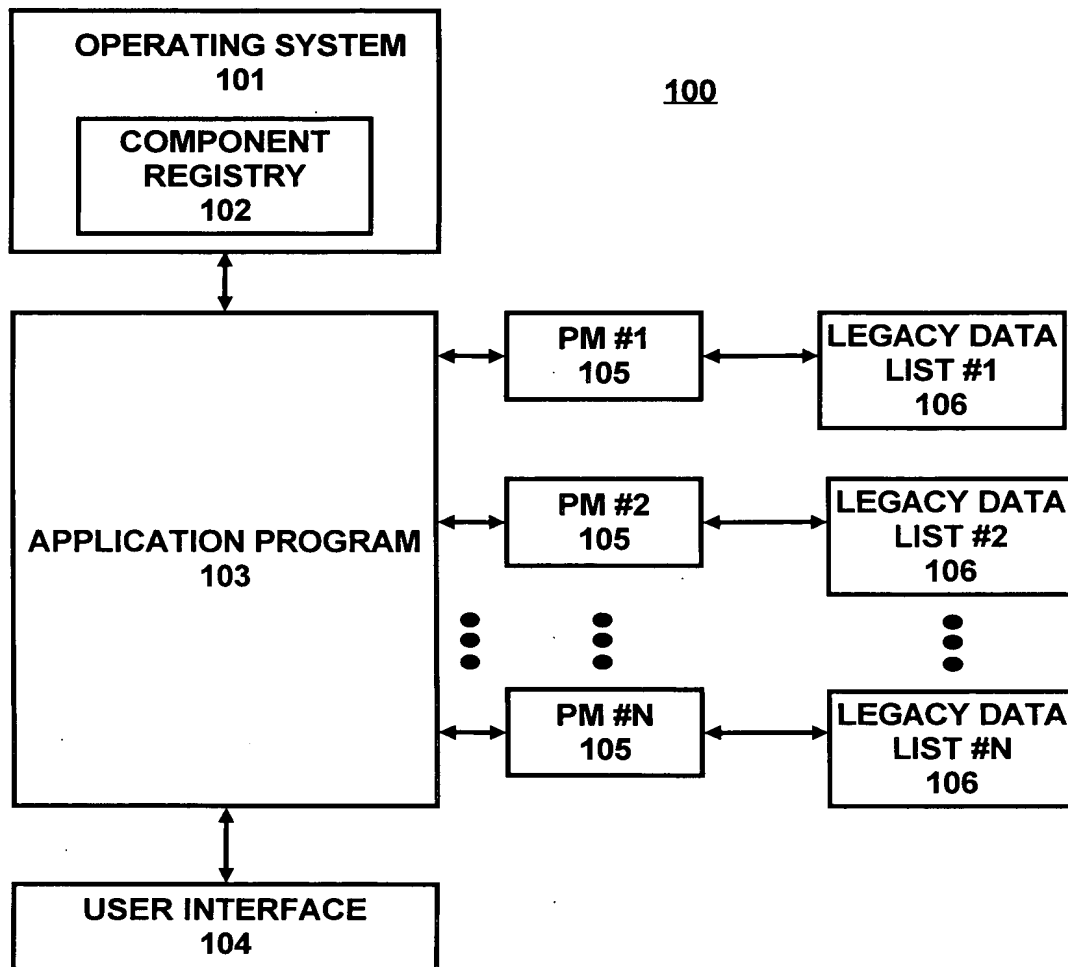 OPERATING SYSTEM
101
100
COMPONENT
REGISTRY
102
PM #1
105
LEGACY DATA
LIST #1
106
APPLICATION PROGRAM
103
PM #2
105
LEGACY DATA
LIST #2
106
PM #N
105
LEGACY DATA
LIST #N
106
USER INTERFACE
104